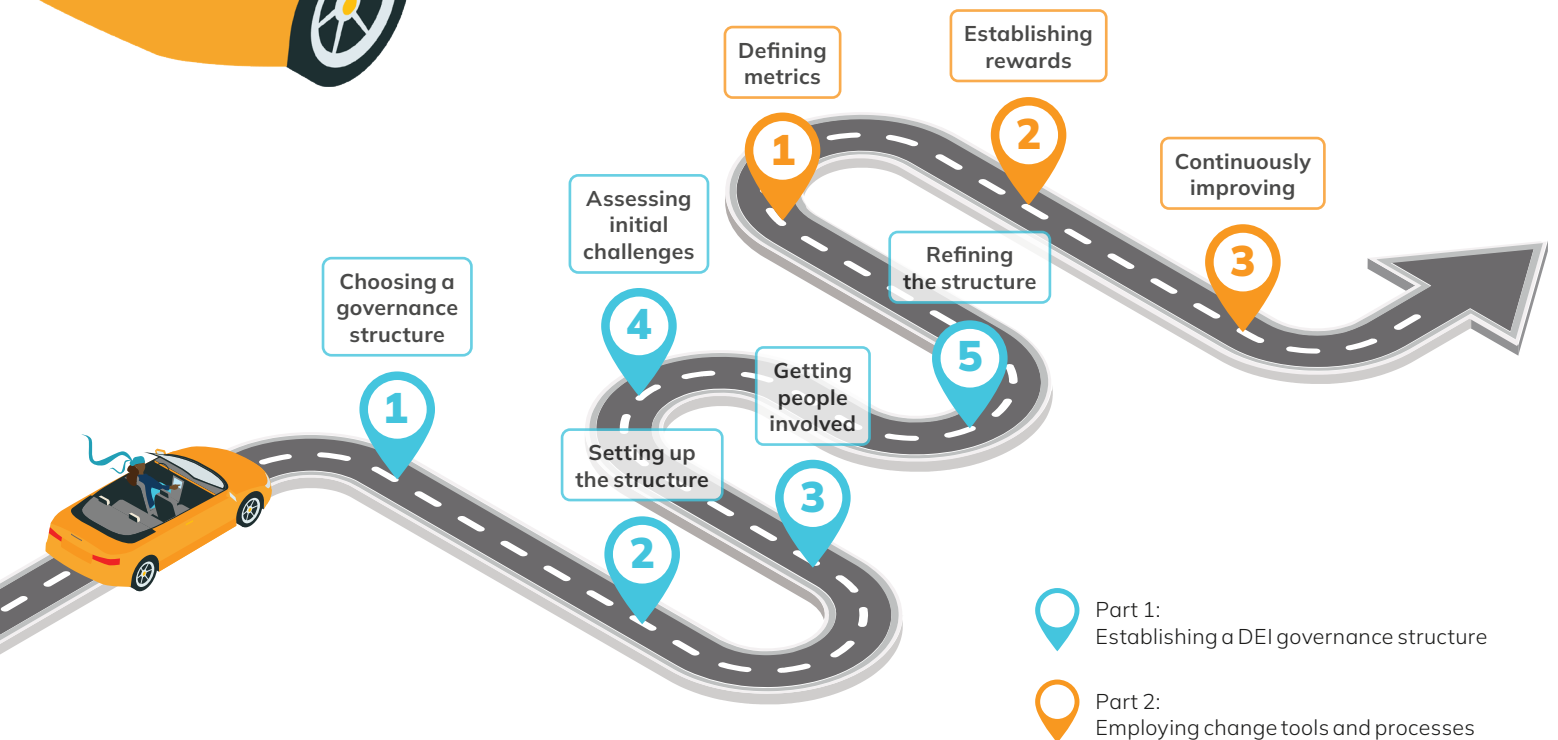 Choosing a
governance
structure
1
Setting up
the structure
2
Getting
people
involved
3
Assessing
initial
challenges
4
Refining
the structure
5
Defining
metrics
1
Establishing
rewards
2
Continuously
improving
3
Part 1:
Establishing a DEI governance structure
Part 2:
Employing change tools and processes